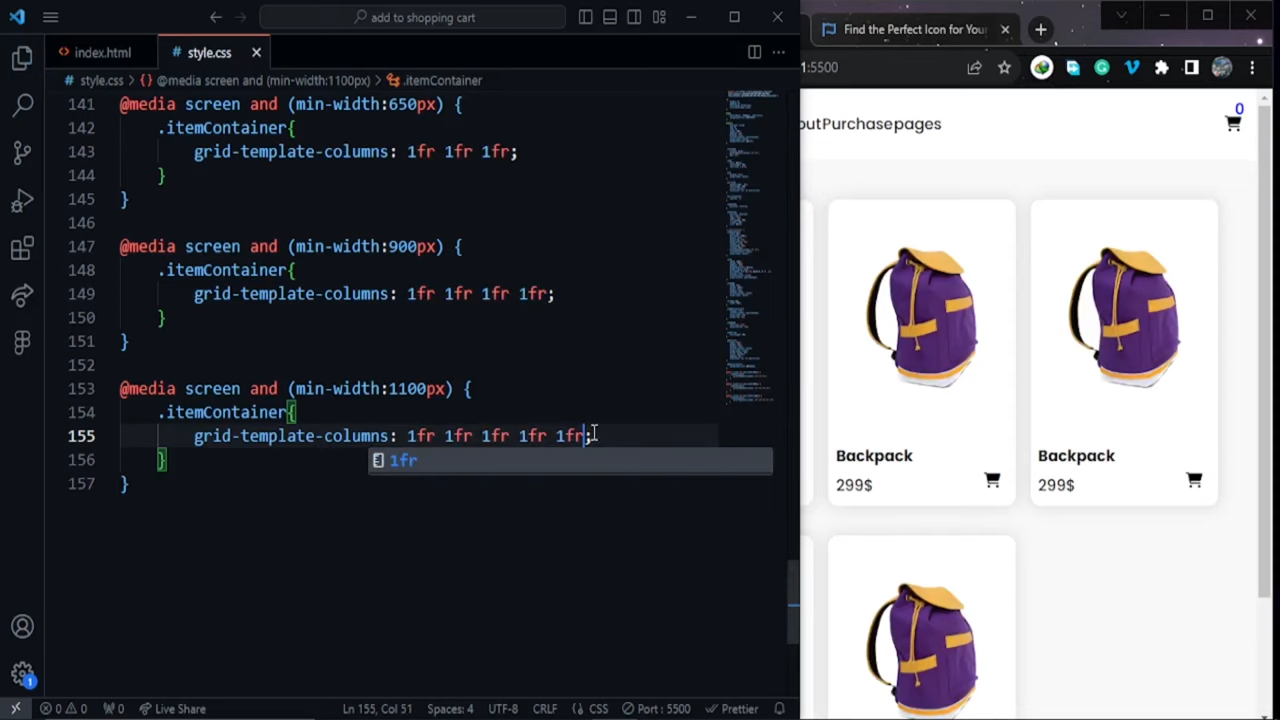 add to shopping cart
index.html
# style.css
# style.css > {} @media screen and (min-width:1100px) > .itemContainer
141 @media screen and (min-width:650px) {
142 .itemContainer{
143 grid-template-columns: 1fr 1fr 1fr;
144 }
145 }
146
147 @media screen and (min-width:900px) {
148 .itemContainer{
149 grid-template-columns: 1fr 1fr 1fr 1fr;
150 }
151 }
152
153 @media screen and (min-width:1100px) {
154 .itemContainer{
155 grid-template-columns: 1fr 1fr 1fr 1fr 1fr;
1fr
156 }
157 }
1
0 0 0 Live Share Ln 155, Col 51 Spaces: 4 UTF-8 CRLF {} CSS Port : 5500 Prettier
Find the Perfect Icon for Your
:5500
outPurchasepages
0
Backpack
299$
Backpack
299$